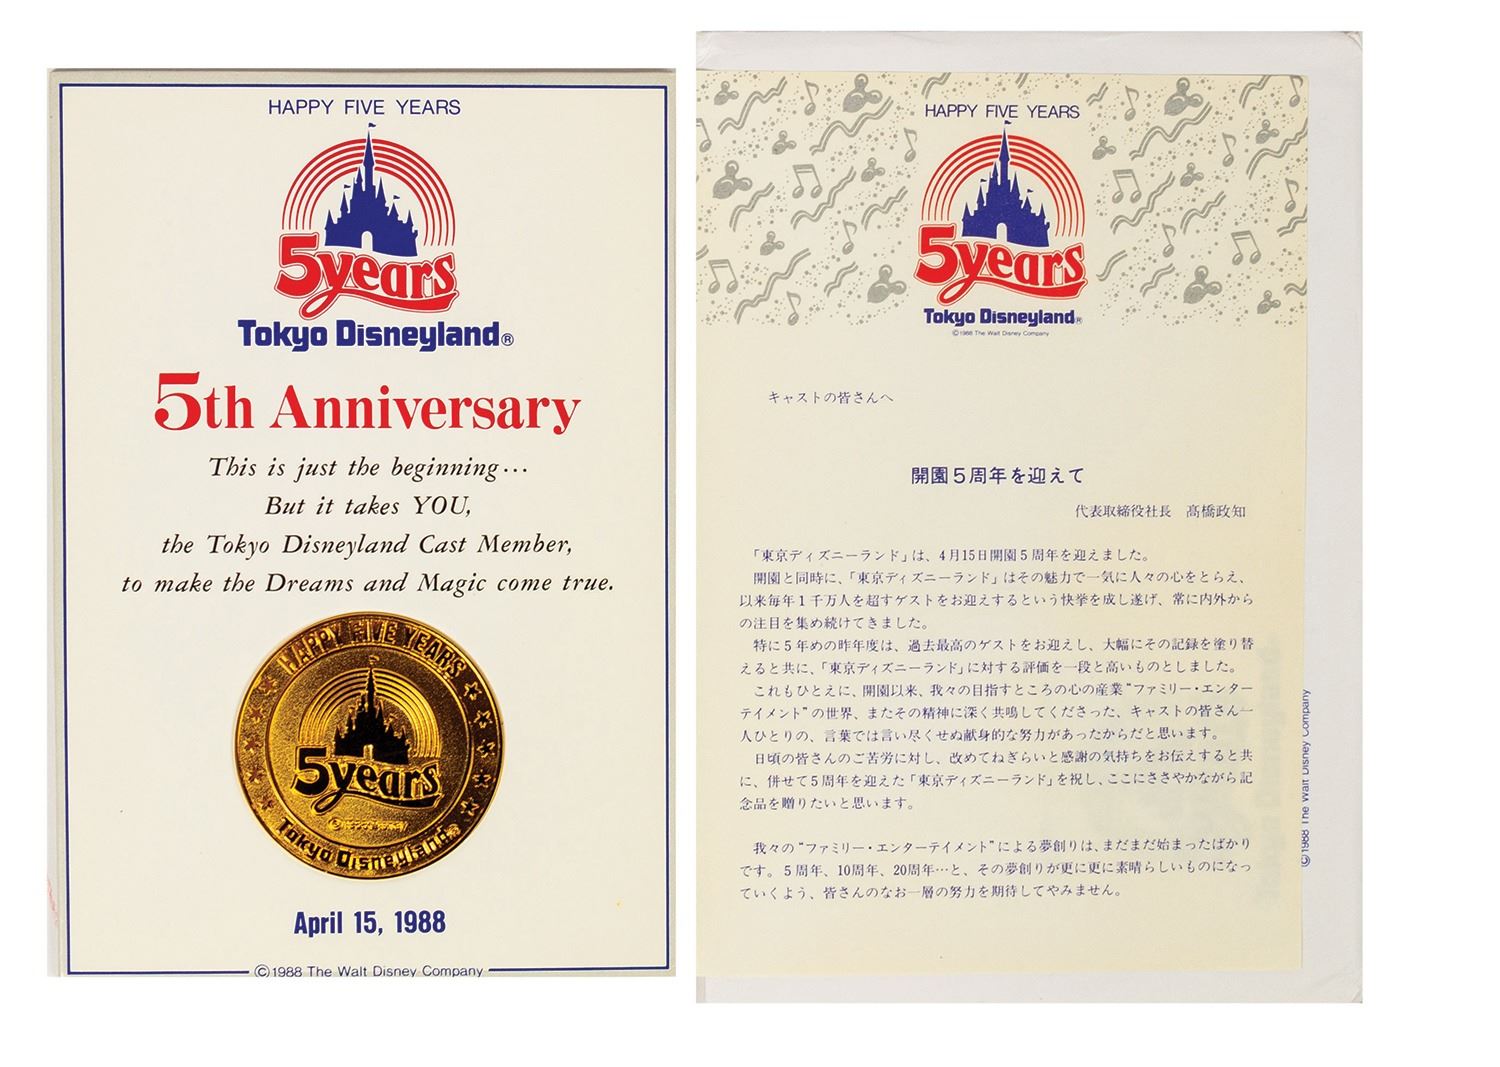 HAPPY FIVE YEARS
5years
Tokyo Disneyland®
5th Anniversary
This is just the beginning…
But it takes YOU,
the Tokyo Disneyland Cast Member,
to make the Dreams and Magic come true.
HAPPY FIVE YEARS
5years
Tokyo Disneyland®
April 15, 1988
©1988 The Walt Disney Company
HAPPY FIVE YEARS
5years
Tokyo Disneyland®
©1988 The Walt Disney Company
キャストの皆さんへ
開園5周年を迎えて
代表取締役社長 髙橋政知
「東京ディズニーランド」は、4月15日開園5周年を迎えました。
開園と同時に、「東京ディズニーランド」はその魅力で一気に人々の心をとらえ、
以来毎年1千万人を超すゲストをお迎えするという快挙を成し遂げ、常に内外から
の注目を集め続けてきました。
特に5年めの昨年度は、過去最高のゲストをお迎えし、大幅にその記録を塗り替
えると共に、「東京ディズニーランド」に対する評価を一段と高いものとしました。
これもひとえに、開園以来、我々の目指すところの心の産業“ファミリー・エンター
テイメント”の世界、またその精神に深く共鳴してくださった、キャストの皆さん一
人ひとりの、言葉では言い尽くせぬ献身的な努力があったからだと思います。
日頃の皆さんのご苦労に対し、改めてねぎらいと感謝の気持ちをお伝えすると共
に、併せて5周年を迎えた「東京ディズニーランド」を祝し、ここにささやかながら記
念品を贈りたいと思います。
我々の“ファミリー・エンターテイメント”による夢創りは、まだまだ始まったばかり
です。5周年、10周年、20周年…と、その夢創りが更に更に素晴らしいものになっ
ていくよう、皆さんのなお一層の努力を期待してやみません。
©1988 The Walt Disney Company